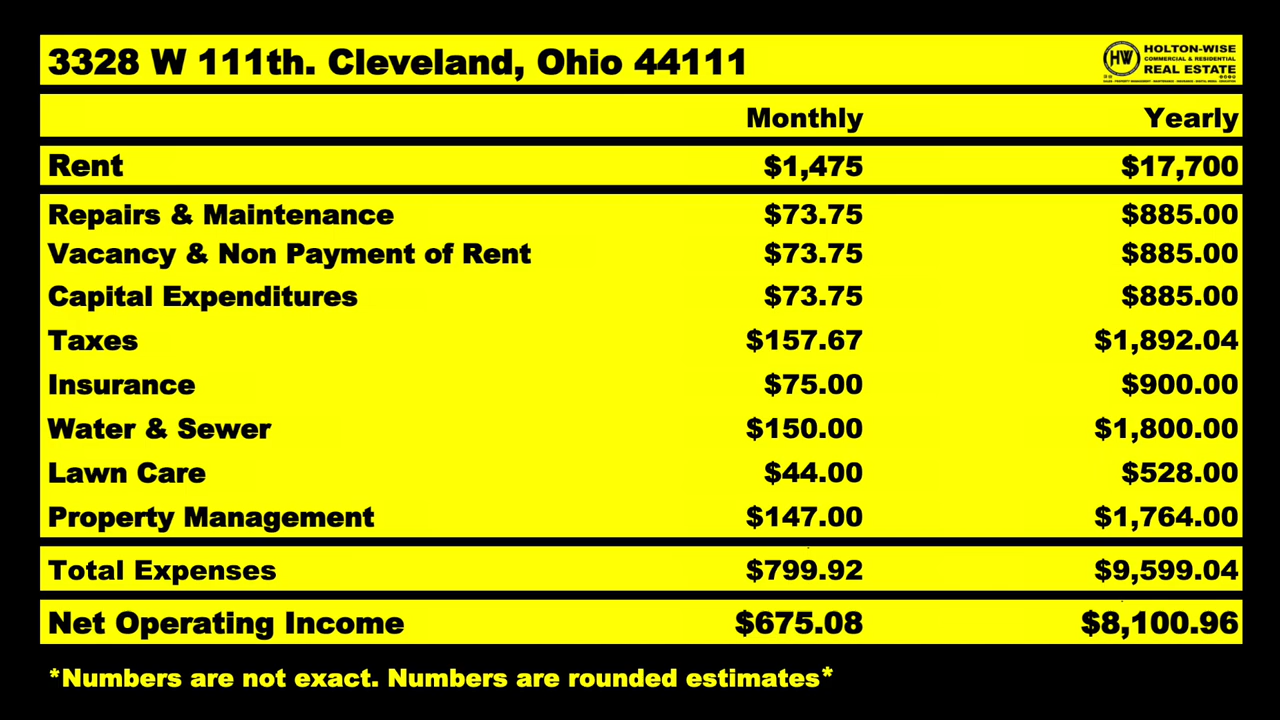 3328 W 111th. Cleveland, Ohio 44111
HW
HOLTON-WISE
COMMERCIAL & RESIDENTIAL
REAL ESTATE
Monthly Yearly
Rent $1,475 $17,700
Repairs & Maintenance $73.75 $885.00
Vacancy & Non Payment of Rent $73.75 $885.00
Capital Expenditures $73.75 $885.00
Taxes $157.67 $1,892.04
Insurance $75.00 $900.00
Water & Sewer $150.00 $1,800.00
Lawn Care $44.00 $528.00
Property Management $147.00 $1,764.00
Total Expenses $799.92 $9,599.04
Net Operating Income $675.08 $8,100.96
*Numbers are not exact. Numbers are rounded estimates*